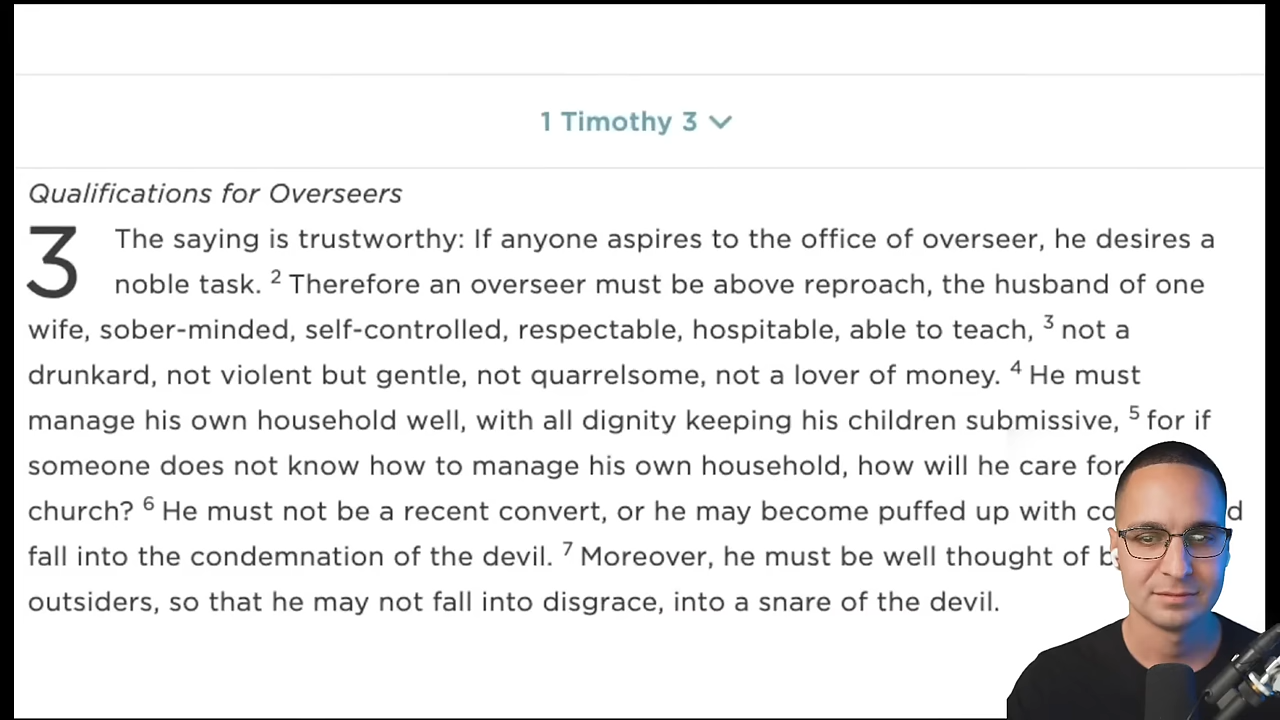 1 Timothy 3
Qualifications for Overseers
3 The saying is trustworthy: If anyone aspires to the office of overseer, he desires a
noble task. 2 Therefore an overseer must be above reproach, the husband of one
wife, sober-minded, self-controlled, respectable, hospitable, able to teach, 3 not a
drunkard, not violent but gentle, not quarrelsome, not a lover of money. 4 He must
manage his own household well, with all dignity keeping his children submissive, 5 for if
someone does not know how to manage his own household, how will he care for
church? 6 He must not be a recent convert, or he may become puffed up with
fall into the condemnation of the devil. 7 Moreover, he must be well thought of
outsiders, so that he may not fall into disgrace, into a snare of the devil.